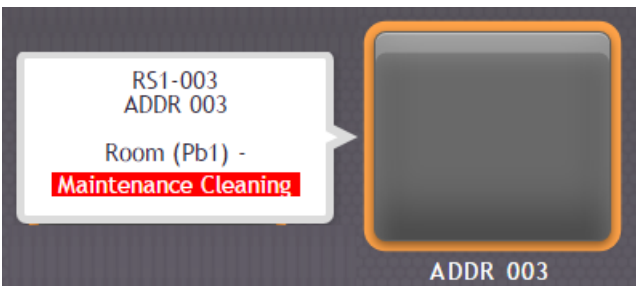 RS1-003
ADDR 003
Room (Pb1) -
Maintenance Cleaning
ADDR 003